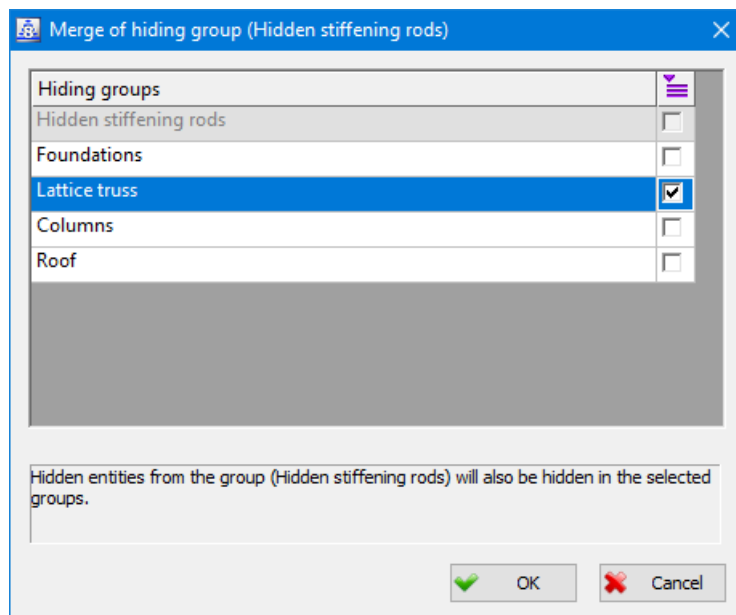 Merge of hiding group (Hidden stiffening rods)
Hiding groups
Hidden stiffening rods
Foundations
Lattice truss
Columns
Roof
Hidden entities from the group (Hidden stiffening rods) will also be hidden in the selected
groups.
OK Cancel